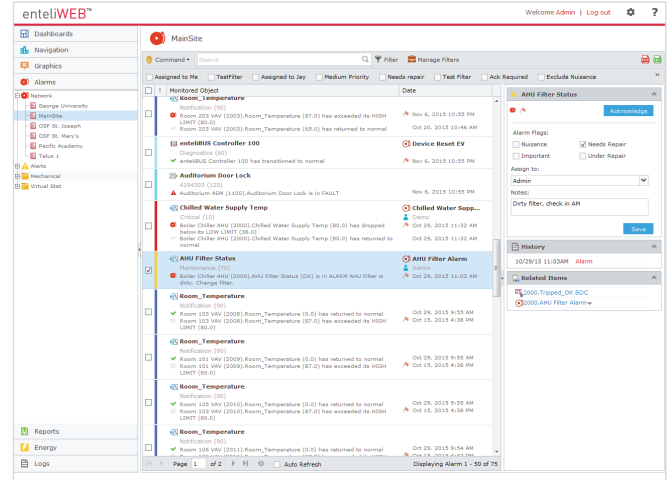 enteliWEB™
Welcome Admin | Log out
?
Dashboards
Navigation
Graphics
Alarms
Network
George University
MainSite
OSF St. Joseph
OSF St. Mary's
Pacific Academy
Telus 1
Alerts
Mechanical
Virtual Stat
Reports
Energy
Logs
MainSite
Command
Search
Filter
Manage Filters
Assigned to Me
TestFilter
Assigned to Jay
Medium Priority
Needs repair
Test Filter
Ack Required
Exclude Nuisance
»
! Monitored Object Date
Room_Temperature
Notification (90)
Room 203 VAV (2003).Room_Temperature (87.0) has exceeded its HIGH Nov 6, 2015 10:55 PM
LIMIT (80.0)
Room 203 VAV (2003).Room_Temperature (65.0) has returned to normal Oct 20, 2015 10:46 AM
enteliBUS Controller 100 Device Reset EV
Diagnostics (60)
enteliBUS Controller 100 has transitioned to normal Nov 6, 2015 10:55 PM
Auditorium Door Lock
4194303 (120)
Auditorium ASM (1100).Auditorium Door Lock is in FAULT Nov 6, 2015 10:55 PM
Chilled Water Supply Temp Chilled Water Supp...
Critical (10) Demo
Boiler Chiller AHU (2000).Chilled Water Supply Temp (80.0) has dropped Oct 29, 2015 11:32 AM
below its LOW LIMIT (38.0)
Boiler Chiller AHU (2000).Chilled Water Supply Temp (80.0) has returned to Oct 29, 2015 11:32 AM
normal
AHU Filter Status AHU Filter Alarm
Maintenance (70) Admin
Boiler Chiller AHU (2000).AHU Filter Status (OK) is in ALARM AHU Filter is Oct 29, 2015 11:03 AM
dirty. Change filter.
Room_Temperature
Notification (90)
Room 103 VAV (2008).Room_Temperature (0.0) has returned to normal Oct 29, 2015 9:55 AM
Room 103 VAV (2008).Room_Temperature (87.0) has exceeded its HIGH Oct 15, 2015 4:38 PM
LIMIT (80.0)
Room_Temperature
Notification (90)
Room 101 VAV (2009).Room_Temperature (0.0) has returned to normal Oct 29, 2015 9:55 AM
Room 101 VAV (2009).Room_Temperature (87.0) has exceeded its HIGH Oct 15, 2015 4:38 PM
LIMIT (80.0)
Room_Temperature
Notification (90)
Room 105 VAV (2010).Room_Temperature (0.0) has returned to normal Oct 29, 2015 9:55 AM
Room 103 VAV (2010).Room_Temperature (87.0) has exceeded its HIGH Oct 15, 2015 4:38 PM
LIMIT (80.0)
Room_Temperature
Notification (90)
Room 106 VAV (2011).Room_Temperature (0.0) has returned to normal Oct 29, 2015 9:54 AM
Page 1 of 2 Auto Refresh Displaying Alarm 1 - 50 of 75
AHU Filter Status
Acknowledge
Alarm Flags:
Nuisance Needs Repair
Important Under Repair
Assign to:
Admin
Notes:
Dirty filter, check in AM
Save
History
10/29/15 11:03AM Alarm
Related Items
2000.Tripped_OK BDC
2000.AHU Filter Alarm